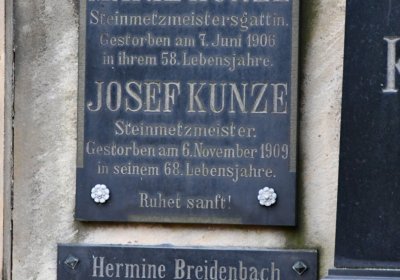 Steinmetzmeistersgattin.
Gestorben am 7. Juni 1906
in ihrem 58. Lebensjahre.
JOSEF KUNZE
Steinmetzmeister.
Gestorben am 6. November 1909
in seinem 68. Lebensjahre.
Ruhet sanft!
K
Hermine Breidenbach